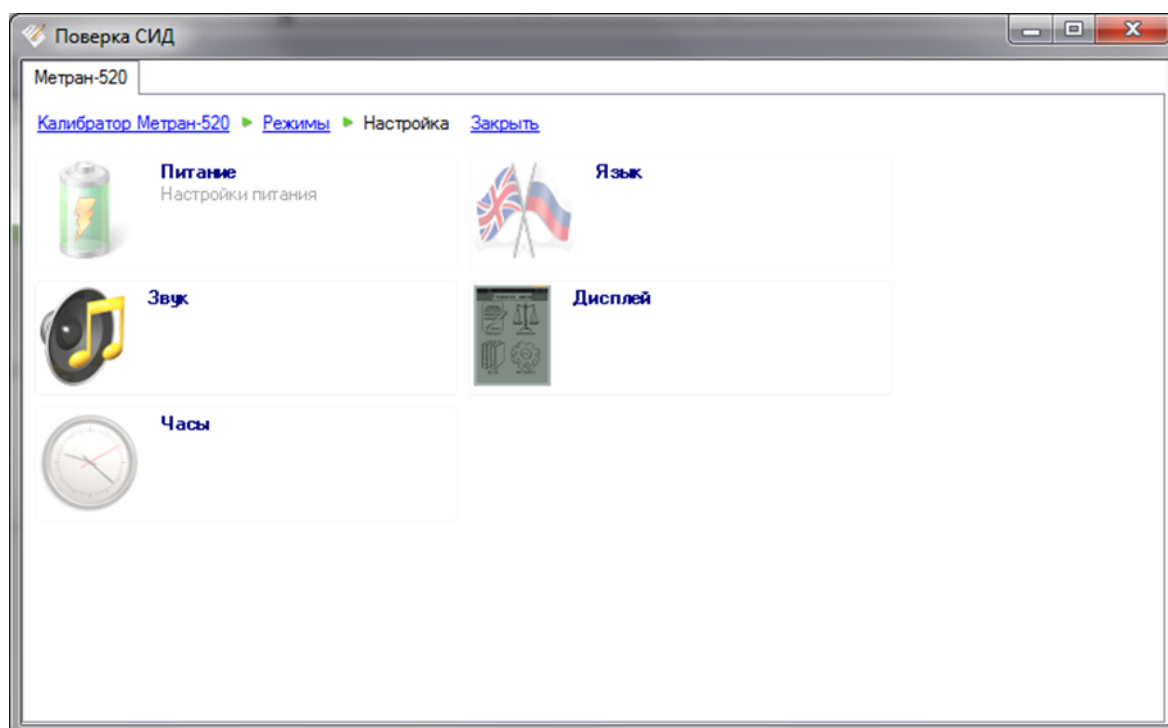 Поверка СИД
Метран-520
Калибратор Метран-520 Режимы Настройка Закрыть
Питание
Настройки питания
Язык
Звук
Дисплей
Часы